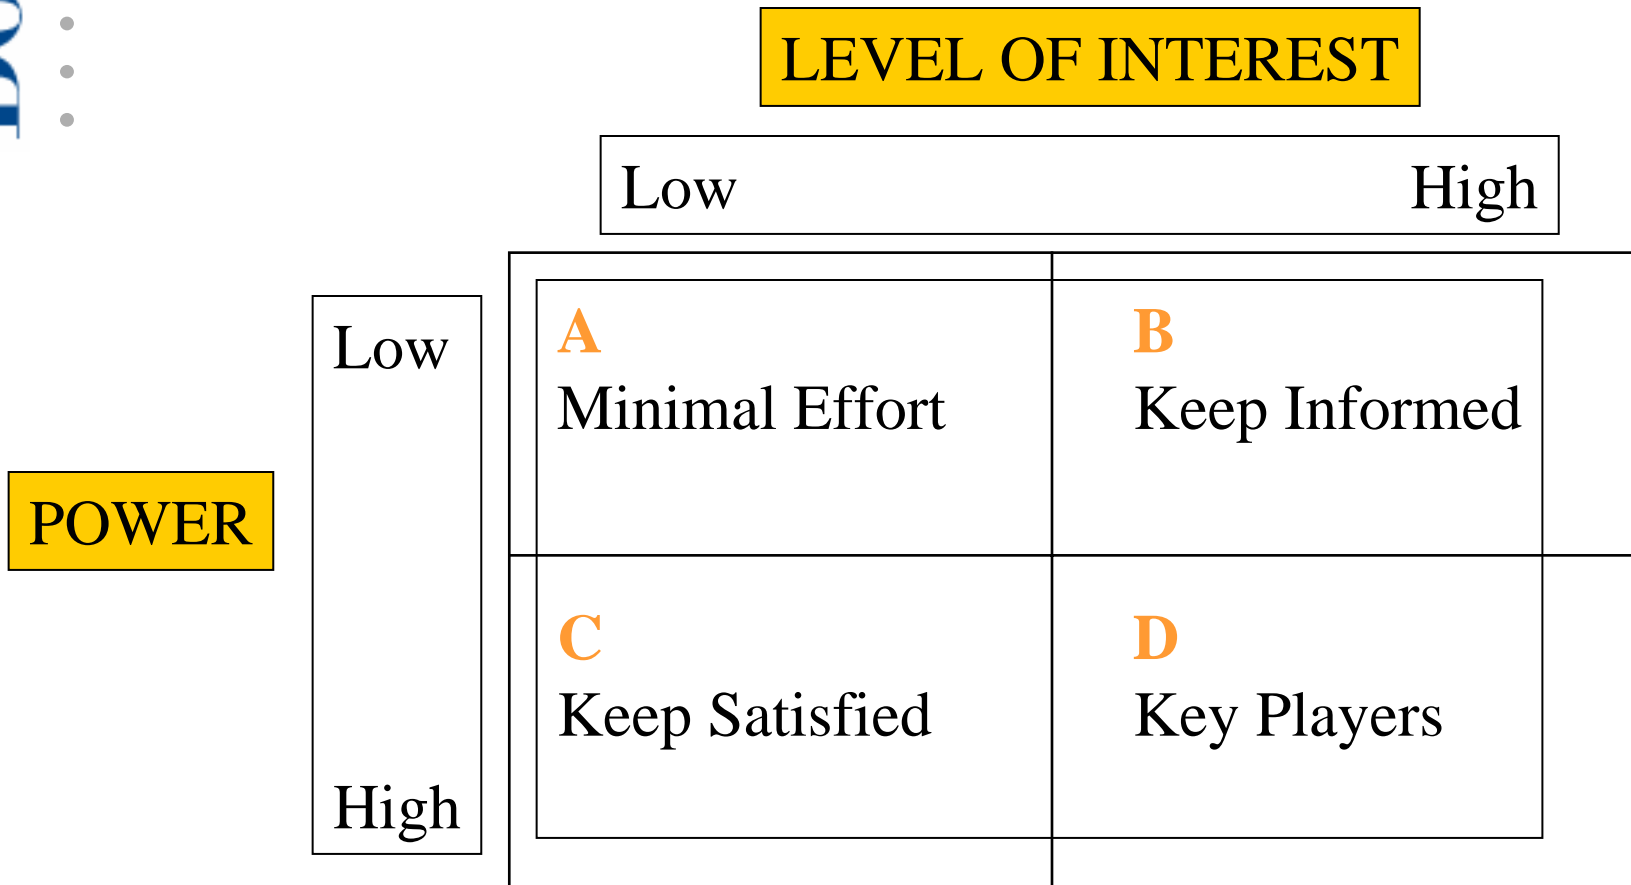 LEVEL OF INTEREST
Low High
Low
A B
Minimal Effort Keep Informed
POWER
C D
Keep Satisfied Key Players
High